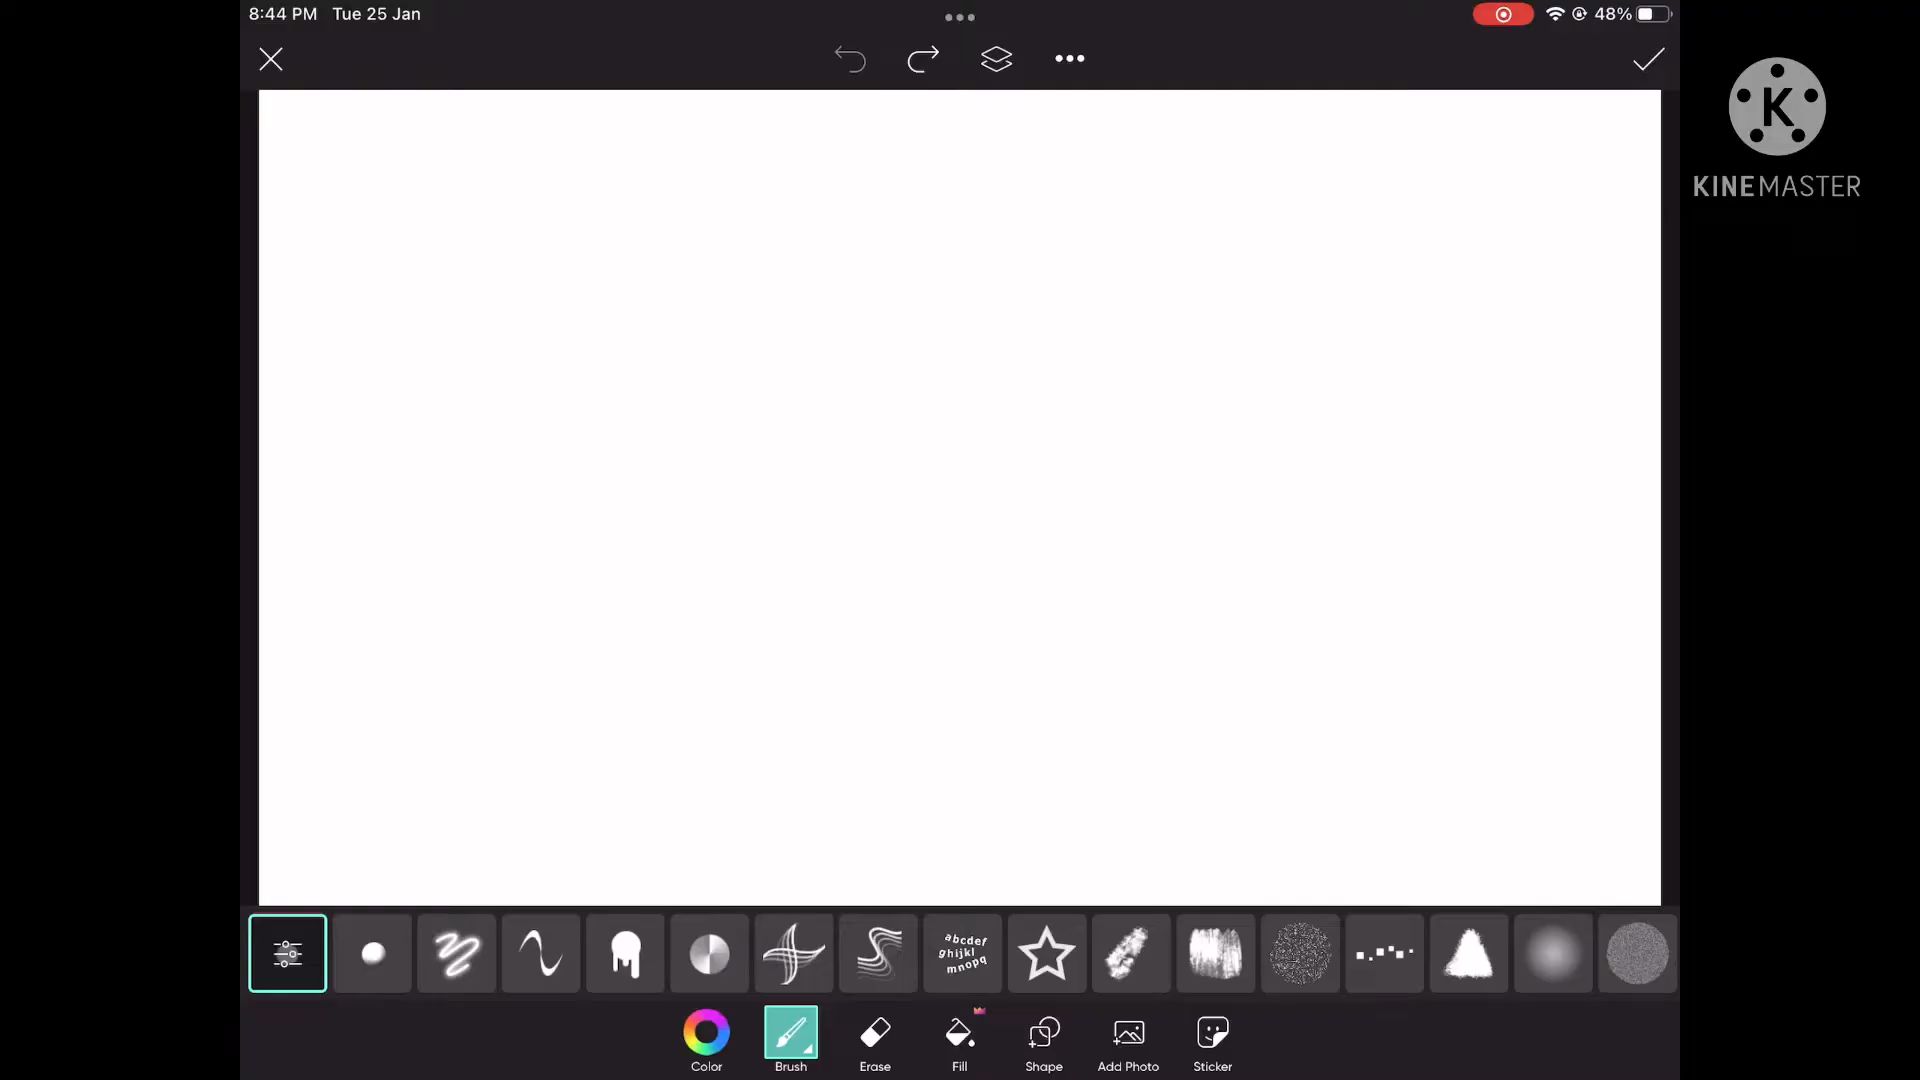 8:44 PM Tue 25 Jan
48%
K
KINEMASTER
abcdef
ghijkl
mnopq
Color
Brush
Erase
Fill
Shape
Add Photo
Sticker